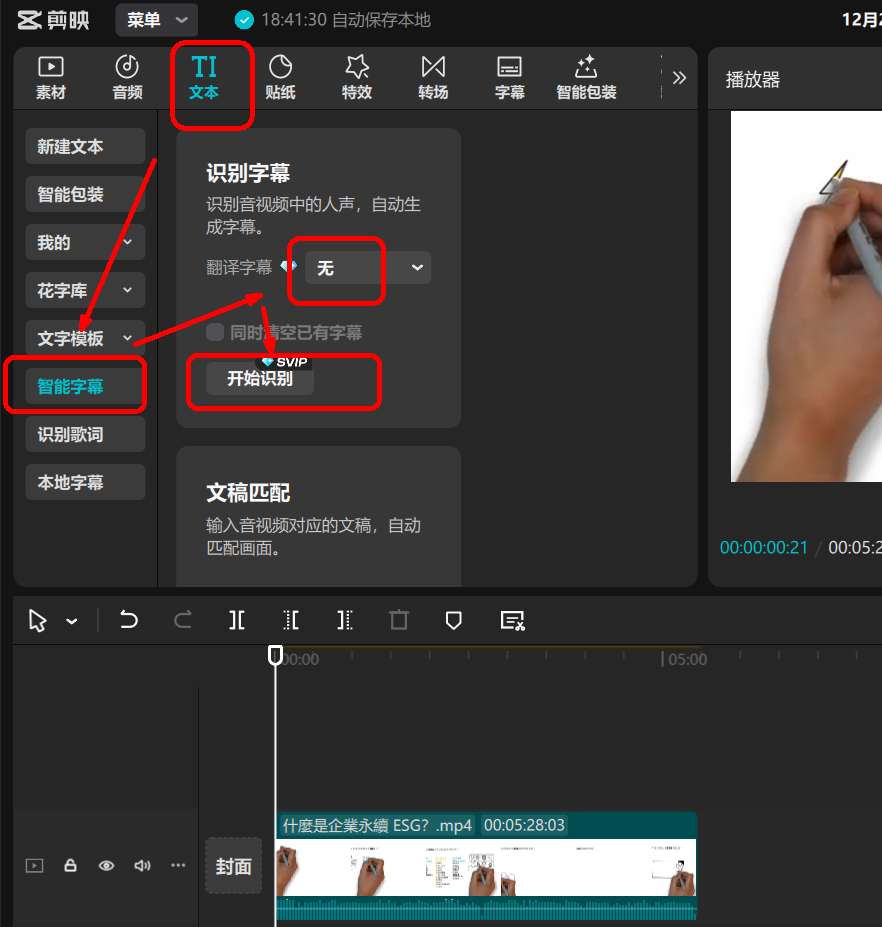 剪映
菜单
18:41:30 自动保存本地
素材
音频
TI
文本
贴纸
特效
转场
字幕
智能包装
播放器
新建文本
智能包装
我的
花字库
文字模板
智能字幕
识别歌词
本地字幕
识别字幕
识别音视频中的人声，自动生
成字幕。
翻译字幕
无
同时清空已有字幕
SVIP
开始识别
文稿匹配
输入音视频对应的文稿，自动
匹配画面。
00:00:00:21 / 00:05:2
00:00
05:00
什麼是企業永續 ESG？.mp4 00:05:28:03
封面